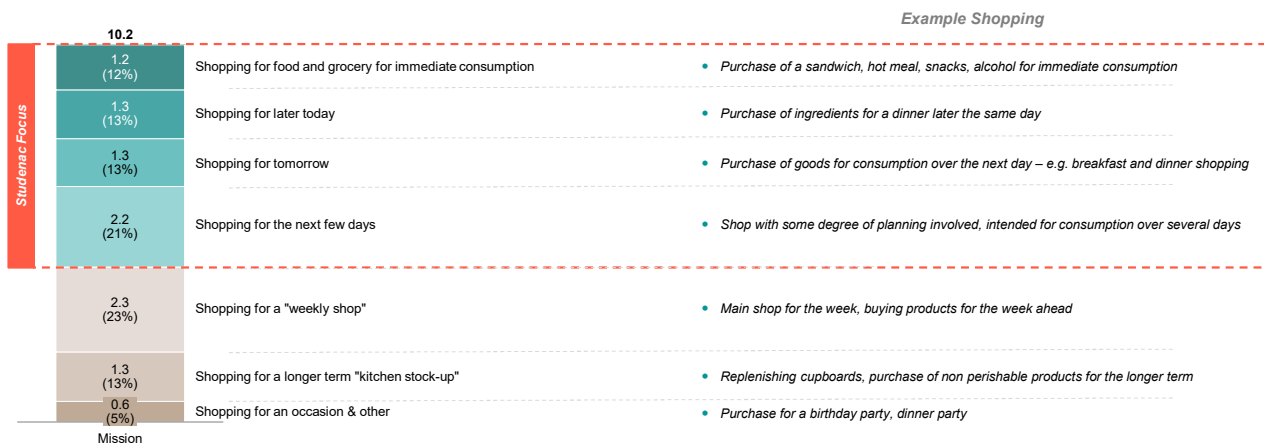 Example Shopping
10.2
Studenac Focus
1.2
(12%)
Shopping for food and grocery for immediate consumption
• Purchase of a sandwich, hot meal, snacks, alcohol for immediate consumption
1.3
(13%)
Shopping for later today
• Purchase of ingredients for a dinner later the same day
1.3
(13%)
Shopping for tomorrow
• Purchase of goods for consumption over the next day – e.g. breakfast and dinner shopping
2.2
(21%)
Shopping for the next few days
• Shop with some degree of planning involved, intended for consumption over several days
2.3
(23%)
Shopping for a "weekly shop"
• Main shop for the week, buying products for the week ahead
1.3
(13%)
Shopping for a longer term "kitchen stock-up"
• Replenishing cupboards, purchase of non perishable products for the longer term
0.6
(5%)
Shopping for an occasion & other
• Purchase for a birthday party, dinner party
Mission